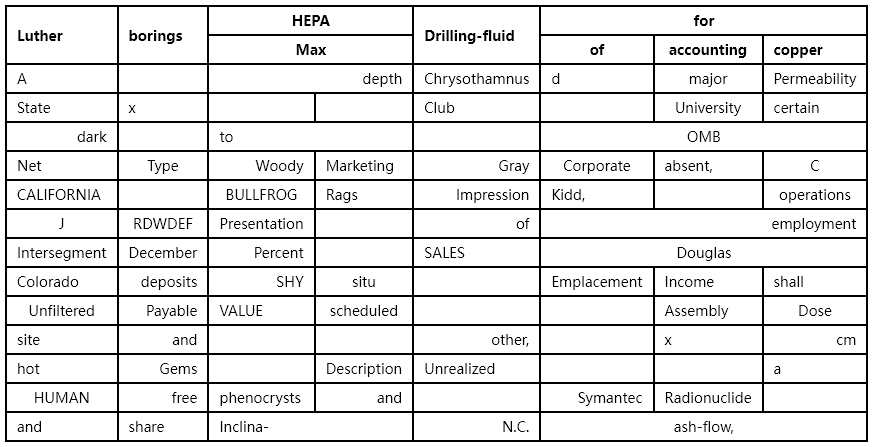 Luther borings HEPA Drilling-fluid for
Max of accounting copper
A depth Chrysothamnus d major Permeability
State x Club University certain
dark to OMB
Net Type Woody Marketing Gray Corporate absent, C
CALIFORNIA BULLFROG Rags Impression Kidd, operations
J RDWDEF Presentation of employment
Intersegment December Percent SALES Douglas
Colorado deposits SHY situ Emplacement Income shall
Unfiltered Payable VALUE scheduled Assembly Dose
site and other, x cm
hot Gems Description Unrealized a
HUMAN free phenocrysts and Symantec Radionuclide
and share Inclina- N.C. ash-flow,